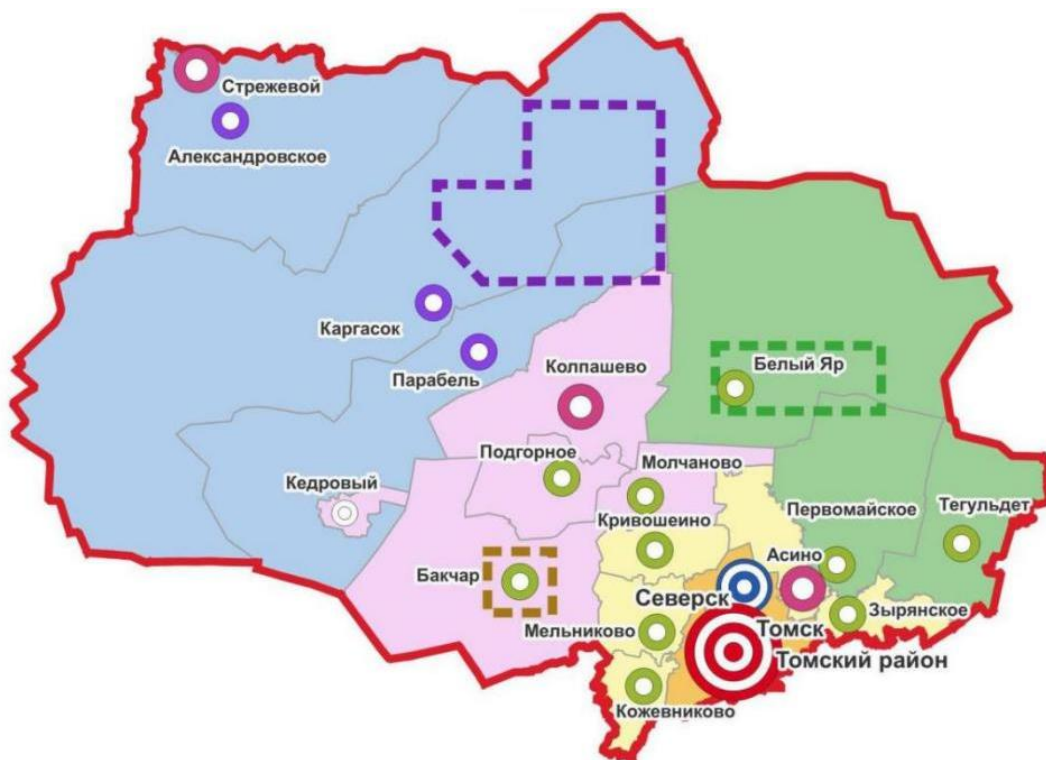 Стрежевой
Александровское
Каргасок
Парабель
Колпашево
Белый Яр
Подгорное
Молчаново
Кедровый
Кривошеино
Первомайское
Тегульдет
Бакчар
Асино
Северск
Зырянское
Мельниково
Томск
Томский район
Кожевниково